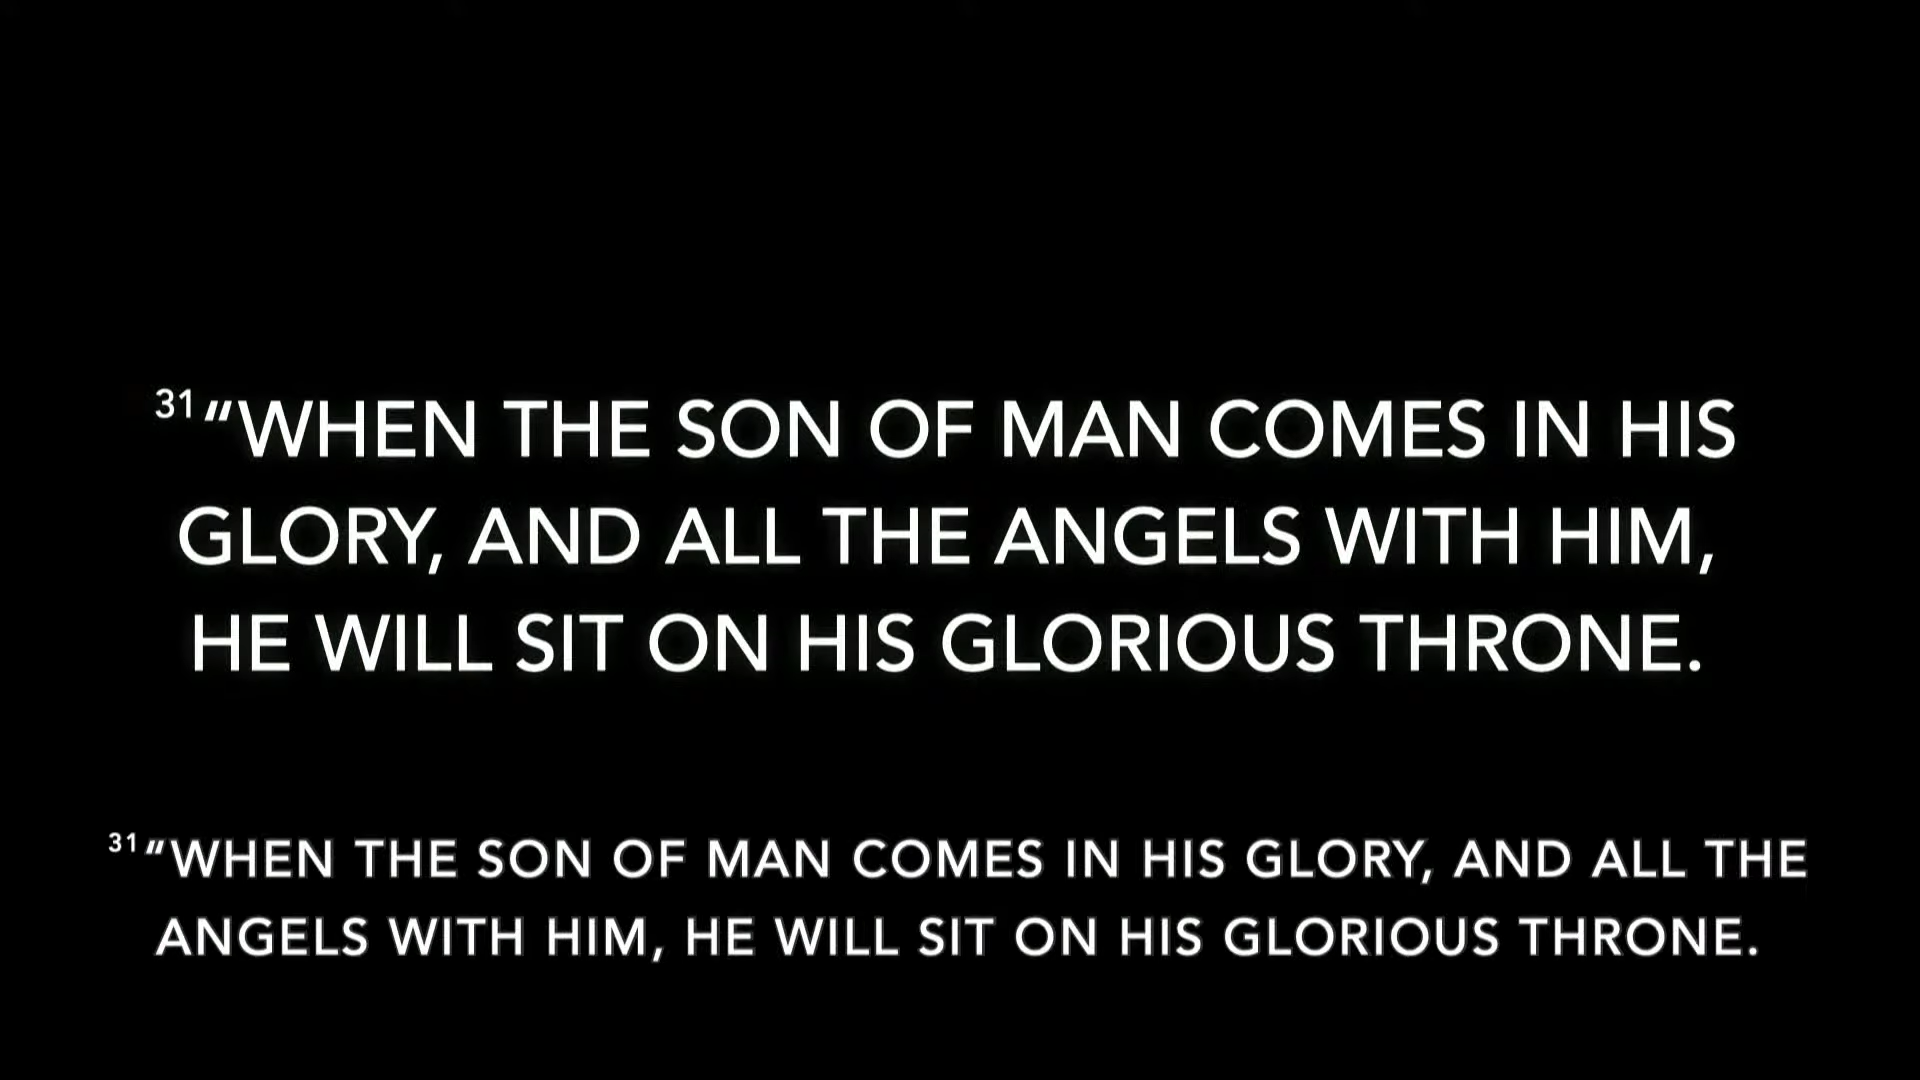 31“WHEN THE SON OF MAN COMES IN HIS
GLORY, AND ALL THE ANGELS WITH HIM,
HE WILL SIT ON HIS GLORIOUS THRONE.
31“WHEN THE SON OF MAN COMES IN HIS GLORY, AND ALL THE
ANGELS WITH HIM, HE WILL SIT ON HIS GLORIOUS THRONE.